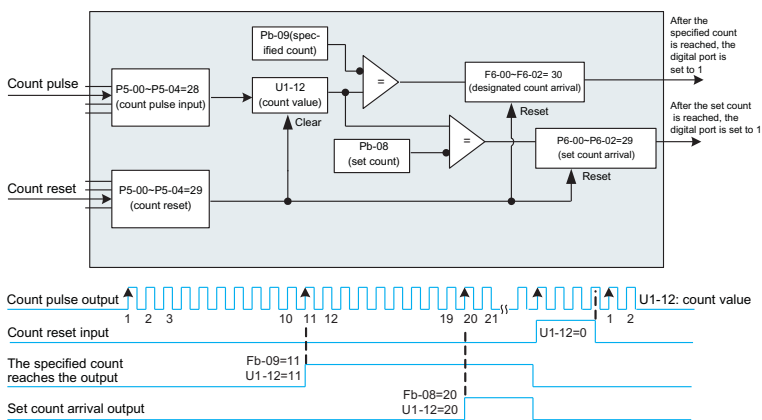 After the
specified count
is reached, the
digital port is
set to 1
Pb-09(spec-
ified count)
=
Count pulse
P5-00~P5-04=28
(count pulse input)
U1-12
(count value)
F6-00~F6-02= 30
(designated count arrival)
Clear
Reset
After the set count
is reached, the
digital port is set to 1
Pb-08
(set count)
=
P6-00~P6-02=29
(set count arrival)
Reset
Count reset
P5-00~P5-04=29
(count reset)
Count pulse output
U1-12: count value
1 2 3 10 11 12 19 20 21 1 2
Count reset input
U1-12=0
The specified count
reaches the output
Fb-09=11
U1-12=11
Fb-08=20
U1-12=20
Set count arrival output